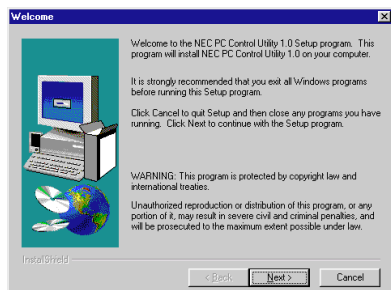 Welcome
Welcome to the NEC PC Control Utility 1.0 Setup program. This
program will install NEC PC Control Utility 1.0 on your computer.
It is strongly recommended that you exit all Windows programs
before running this Setup program.
Click Cancel to quit Setup and then close any programs you have
running. Click Next to continue with the Setup program.
WARNING: This program is protected by copyright law and
international treaties.
Unauthorized reproduction or distribution of this program, or any
portion of it, may result in severe civil and criminal penalties, and
will be prosecuted to the maximum extent possible under law.
InstallShield
< Back
Next >
Cancel